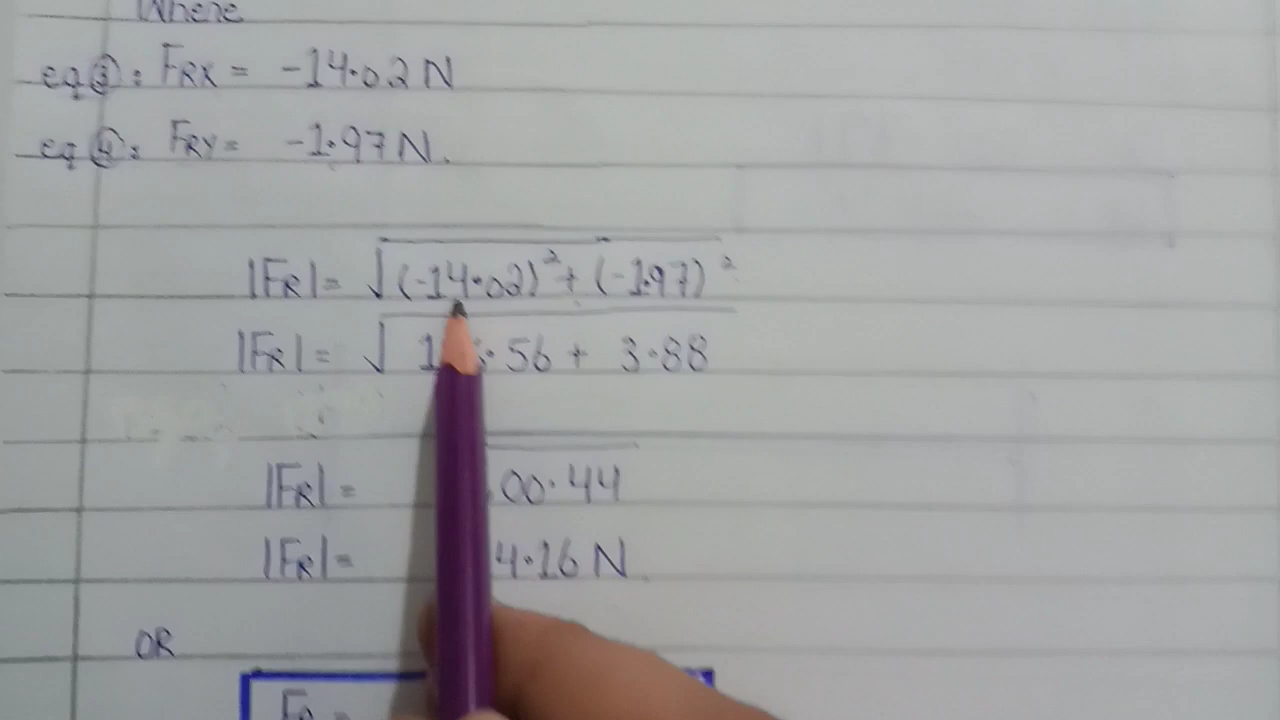 Where
eq③: FRX = -14.02 N
eq④: FRY = -1.97 N.
|FR| = √(-14.02)² + (-1.97)²
|FR| = √ 56 + 3.88
|FR| = 00.44
|FR| = 4.16 N
OR
FR =